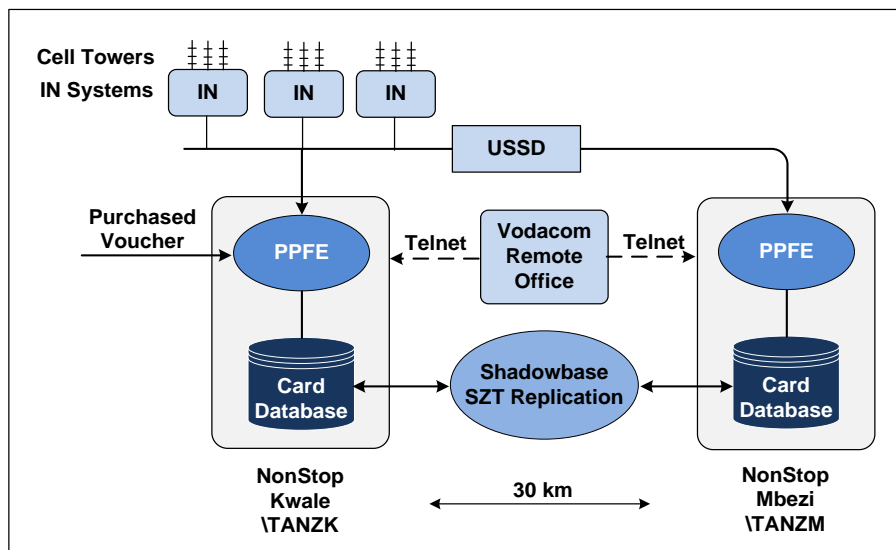 Cell Towers
IN Systems
IN
IN
IN
USSD
Purchased
Voucher
PPFE
Telnet
Vodacom
Remote
Office
Telnet
PPFE
Card
Database
Shadowbase
SZT Replication
Card
Database
NonStop
Kwale
\TANZK
30 km
NonStop
Mbezi
\TANZM